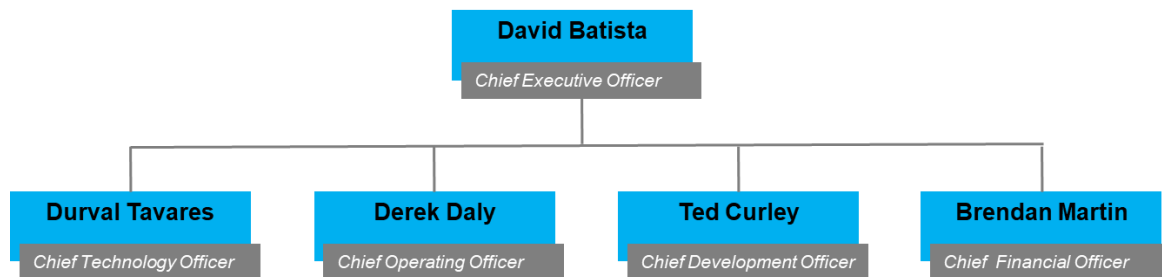 David Batista
Chief Executive Officer
Durval Tavares
Chief Technology Officer
Derek Daly
Chief Operating Officer
Ted Curley
Chief Development Officer
Brendan Martin
Chief Financial Officer